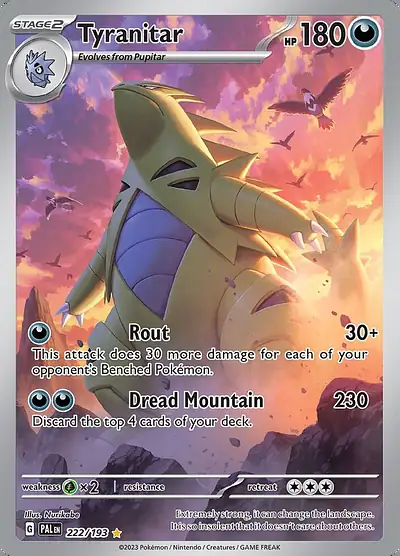 STAGE2
Tyranitar
HP 180
Evolves from Pupitar
Rout 30+
This attack does 30 more damage for each of your
opponent's Benched Pokémon.
Dread Mountain 230
Discard the top 4 cards of your deck.
weakness ×2 resistance retreat
Illus. Nurikabe
G PAL EN 222/193
Extremely strong, it can change the landscape.
It is so insolent that it doesn't care about others.
©2023 Pokémon / Nintendo / Creatures / GAME FREAK